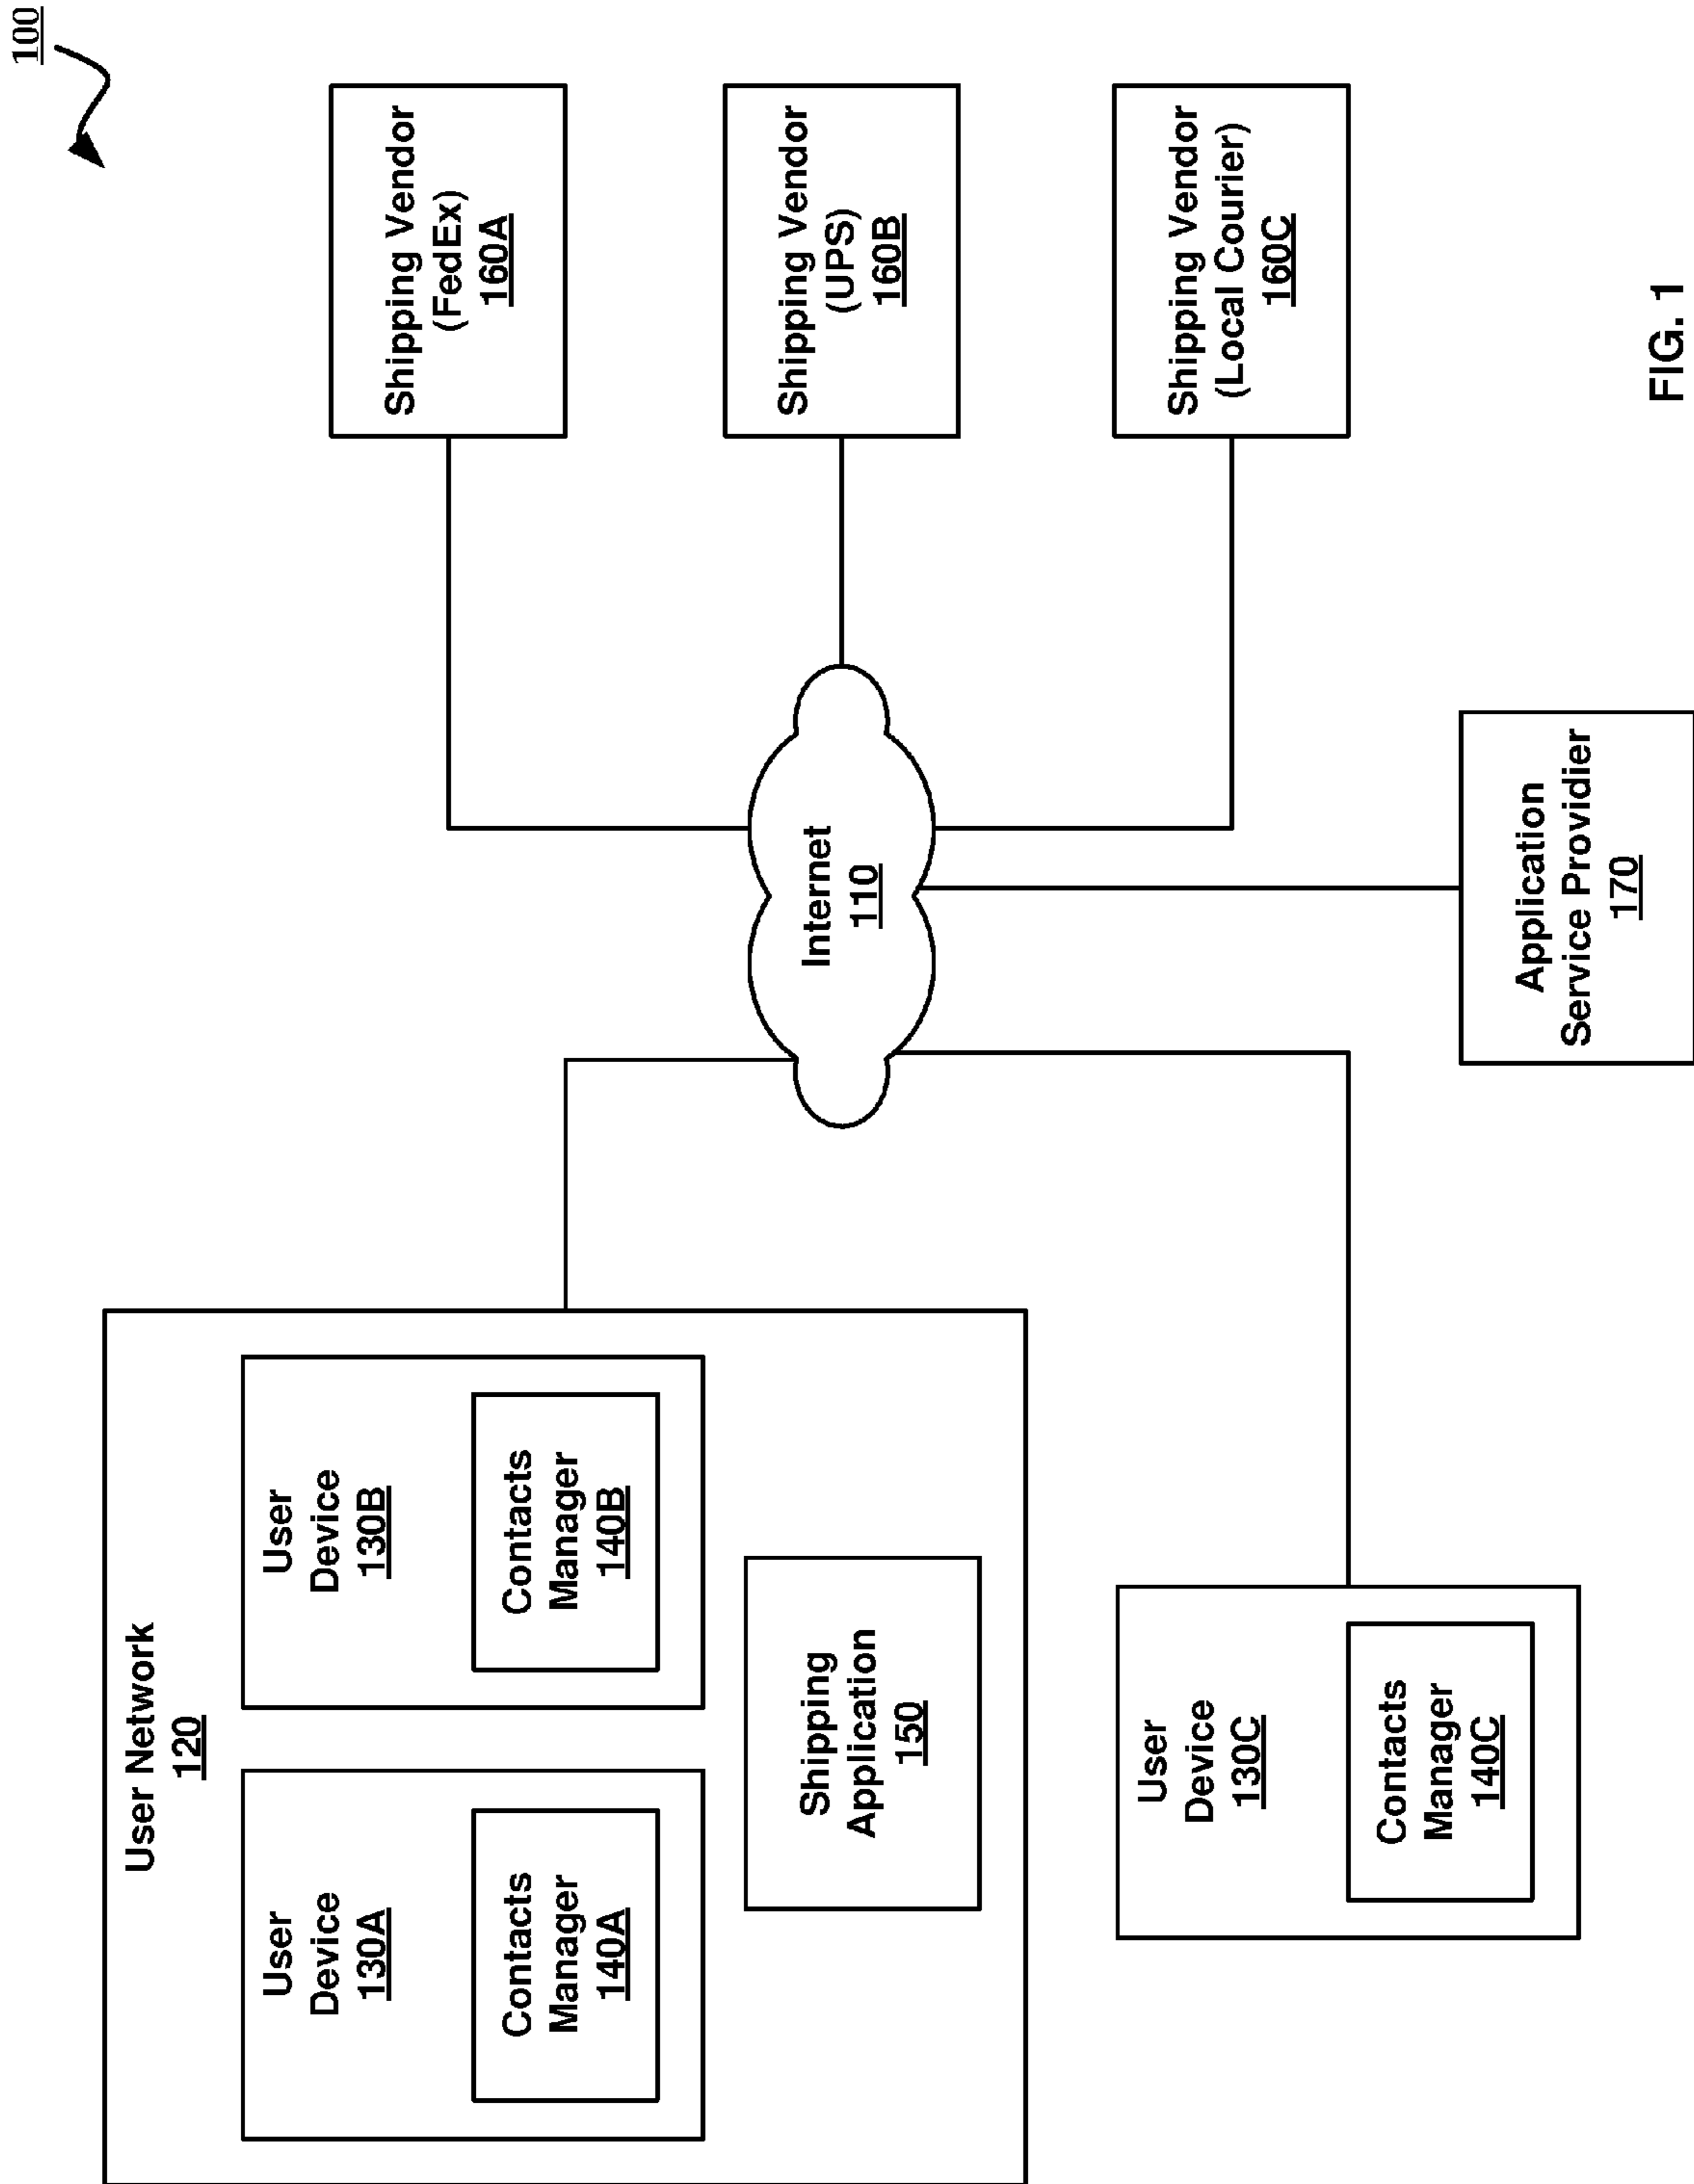 100
User Network
120
User
Device
130A
Contacts
Manager
140A
User
Device
130B
Contacts
Manager
140B
Shipping
Application
150
User
Device
130C
Contacts
Manager
140C
Internet
110
Application
Service Providier
170
Shipping Vendor
(FedEx)
160A
Shipping Vendor
(UPS)
160B
Shipping Vendor
(Local Courier)
160C
FIG. 1